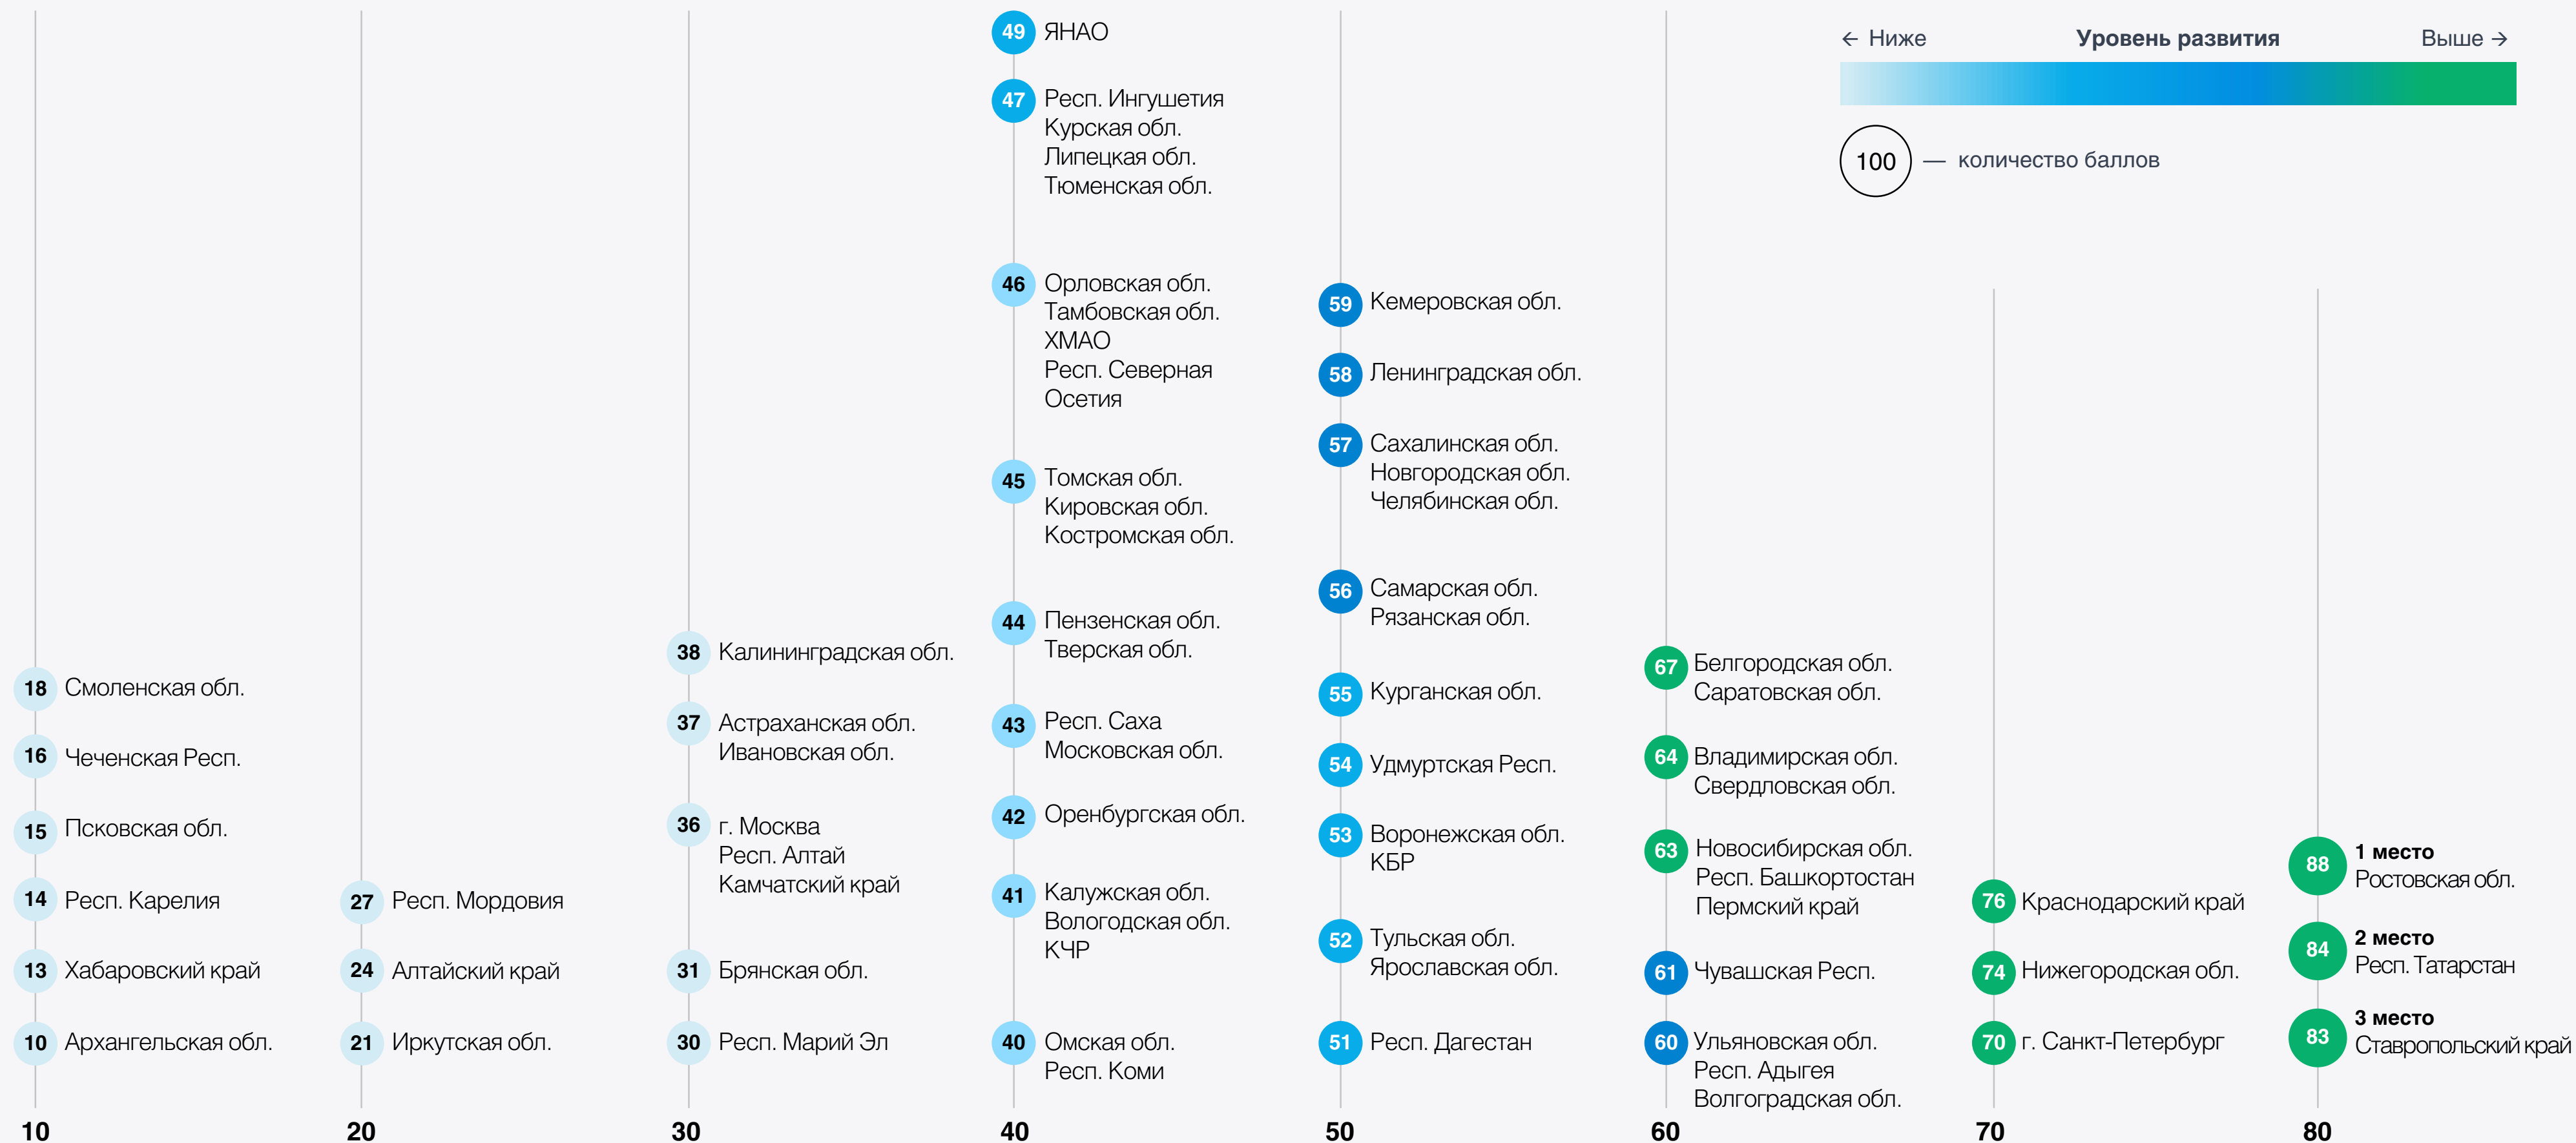 ← Ниже Уровень развития Выше →
100 — количество баллов
18 Смоленская обл.
16 Чеченская Респ.
15 Псковская обл.
14 Респ. Карелия
13 Хабаровский край
10 Архангельская обл.
10
27 Респ. Мордовия
24 Алтайский край
21 Иркутская обл.
20
38 Калининградская обл.
37 Астраханская обл.
Ивановская обл.
36 г. Москва
Респ. Алтай
Камчатский край
31 Брянская обл.
30 Респ. Марий Эл
30
49 ЯНАО
47 Респ. Ингушетия
Курская обл.
Липецкая обл.
Тюменская обл.
46 Орловская обл.
Тамбовская обл.
ХМАО
Респ. Северная
Осетия
45 Томская обл.
Кировская обл.
Костромская обл.
44 Пензенская обл.
Тверская обл.
43 Респ. Саха
Московская обл.
42 Оренбургская обл.
41 Калужская обл.
Вологодская обл.
КЧР
40 Омская обл.
Респ. Коми
40
59 Кемеровская обл.
58 Ленинградская обл.
57 Сахалинская обл.
Новгородская обл.
Челябинская обл.
56 Самарская обл.
Рязанская обл.
55 Курганская обл.
54 Удмуртская Респ.
53 Воронежская обл.
КБР
52 Тульская обл.
Ярославская обл.
51 Респ. Дагестан
50
67 Белгородская обл.
Саратовская обл.
64 Владимирская обл.
Свердловская обл.
63 Новосибирская обл.
Респ. Башкортостан
Пермский край
61 Чувашская Респ.
60 Ульяновская обл.
Респ. Адыгея
Волгоградская обл.
60
76 Краснодарский край
74 Нижегородская обл.
70 г. Санкт-Петербург
70
88 1 место
Ростовская обл.
84 2 место
Респ. Татарстан
83 3 место
Ставропольский край
80